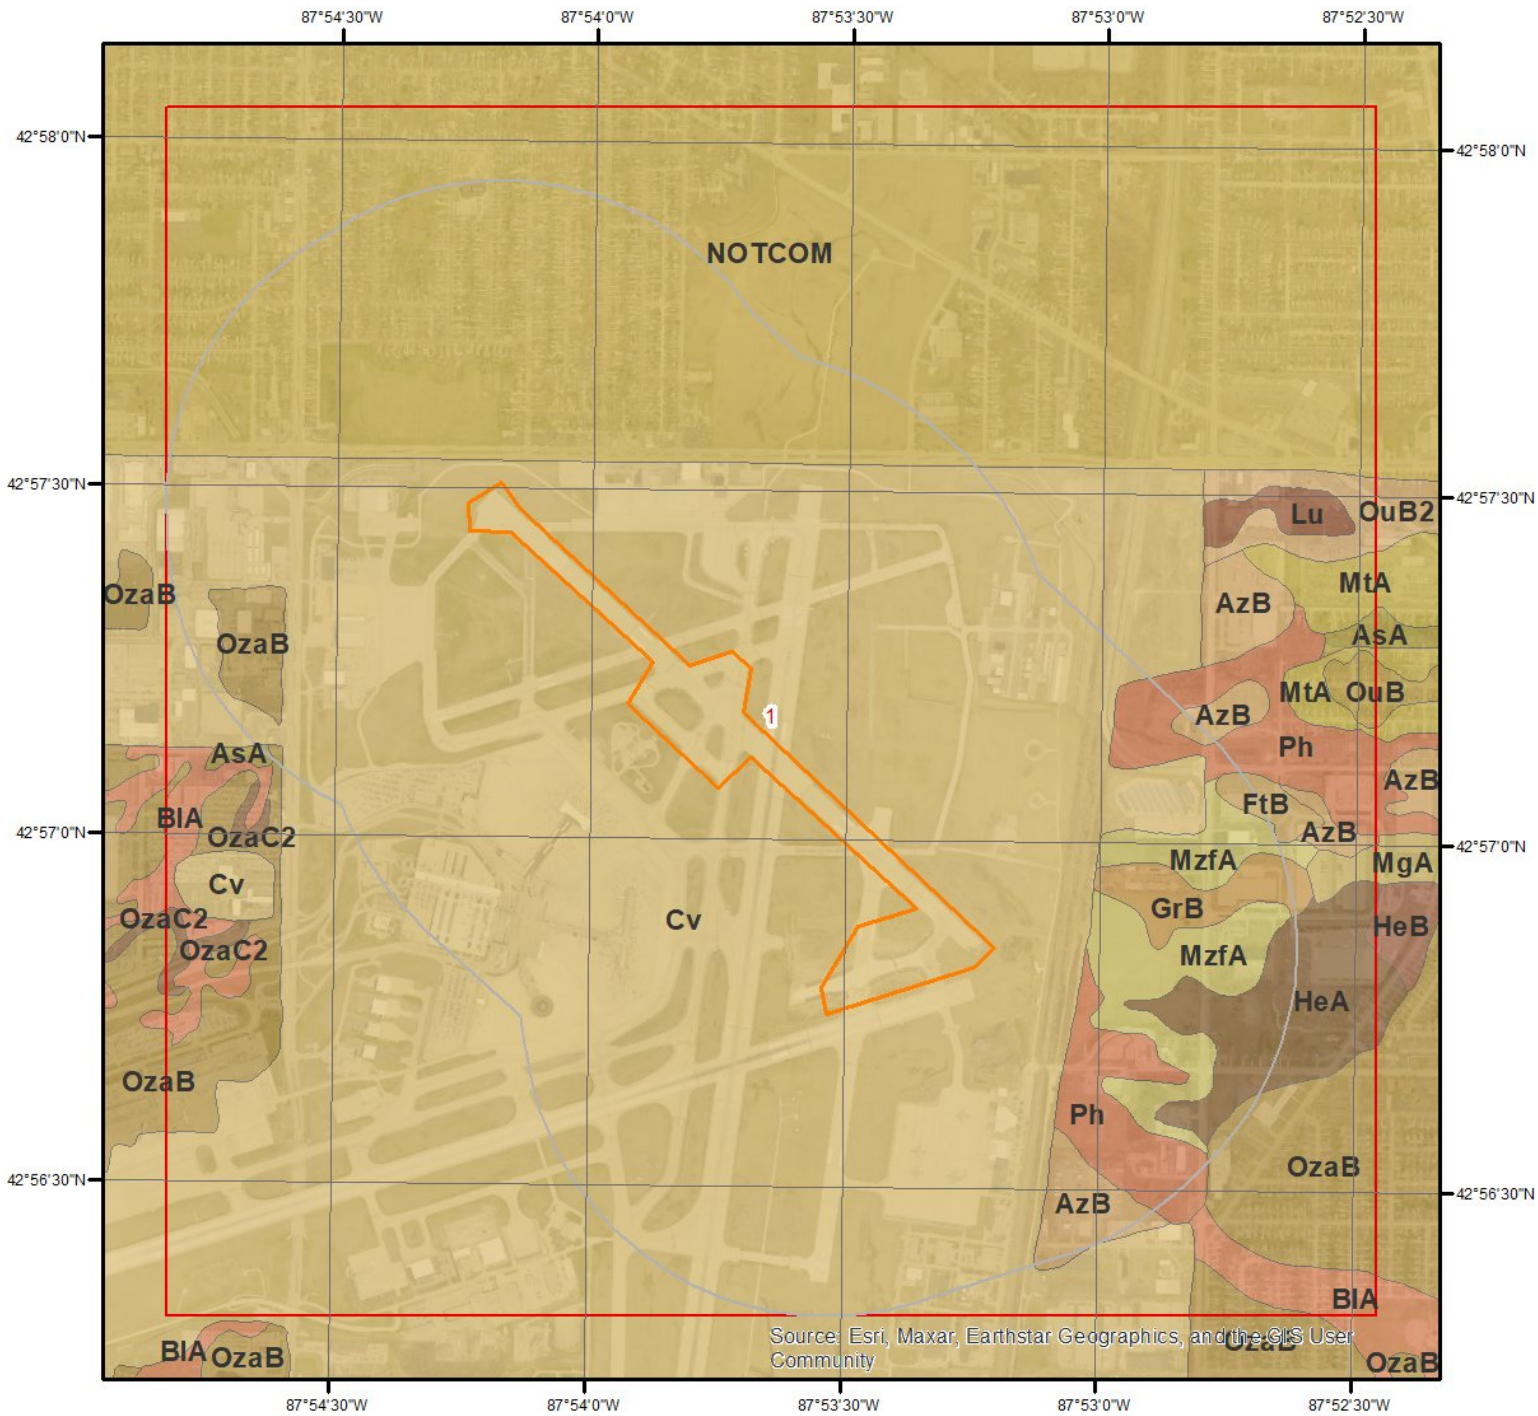 87°54'30"W 87°54'0"W 87°53'30"W 87°53'0"W 87°52'30"W
42°58'0"N
42°58'0"N
NOTCOM
42°57'30"N
42°57'30"N
Lu OuB2
MtA
OzaB
AzB
AsA
OzaB
MtA OuB
AzB
1
Ph
AsA
AzB
FtB
BlA
AzB
OzaC2
42°57'0"N
42°57'0"N
MzfA
MgA
Cv
GrB
OzaC2
Cv
HeB
OzaC2
MzfA
HeA
OzaB
Ph
OzaB
42°56'30"N
42°56'30"N
AzB
BlA
Source: Esri, Maxar, Earthstar Geographics, and the GIS User
Community
OzaB
BlA OzaB
OzaB
87°54'30"W 87°54'0"W 87°53'30"W 87°53'0"W 87°52'30"W